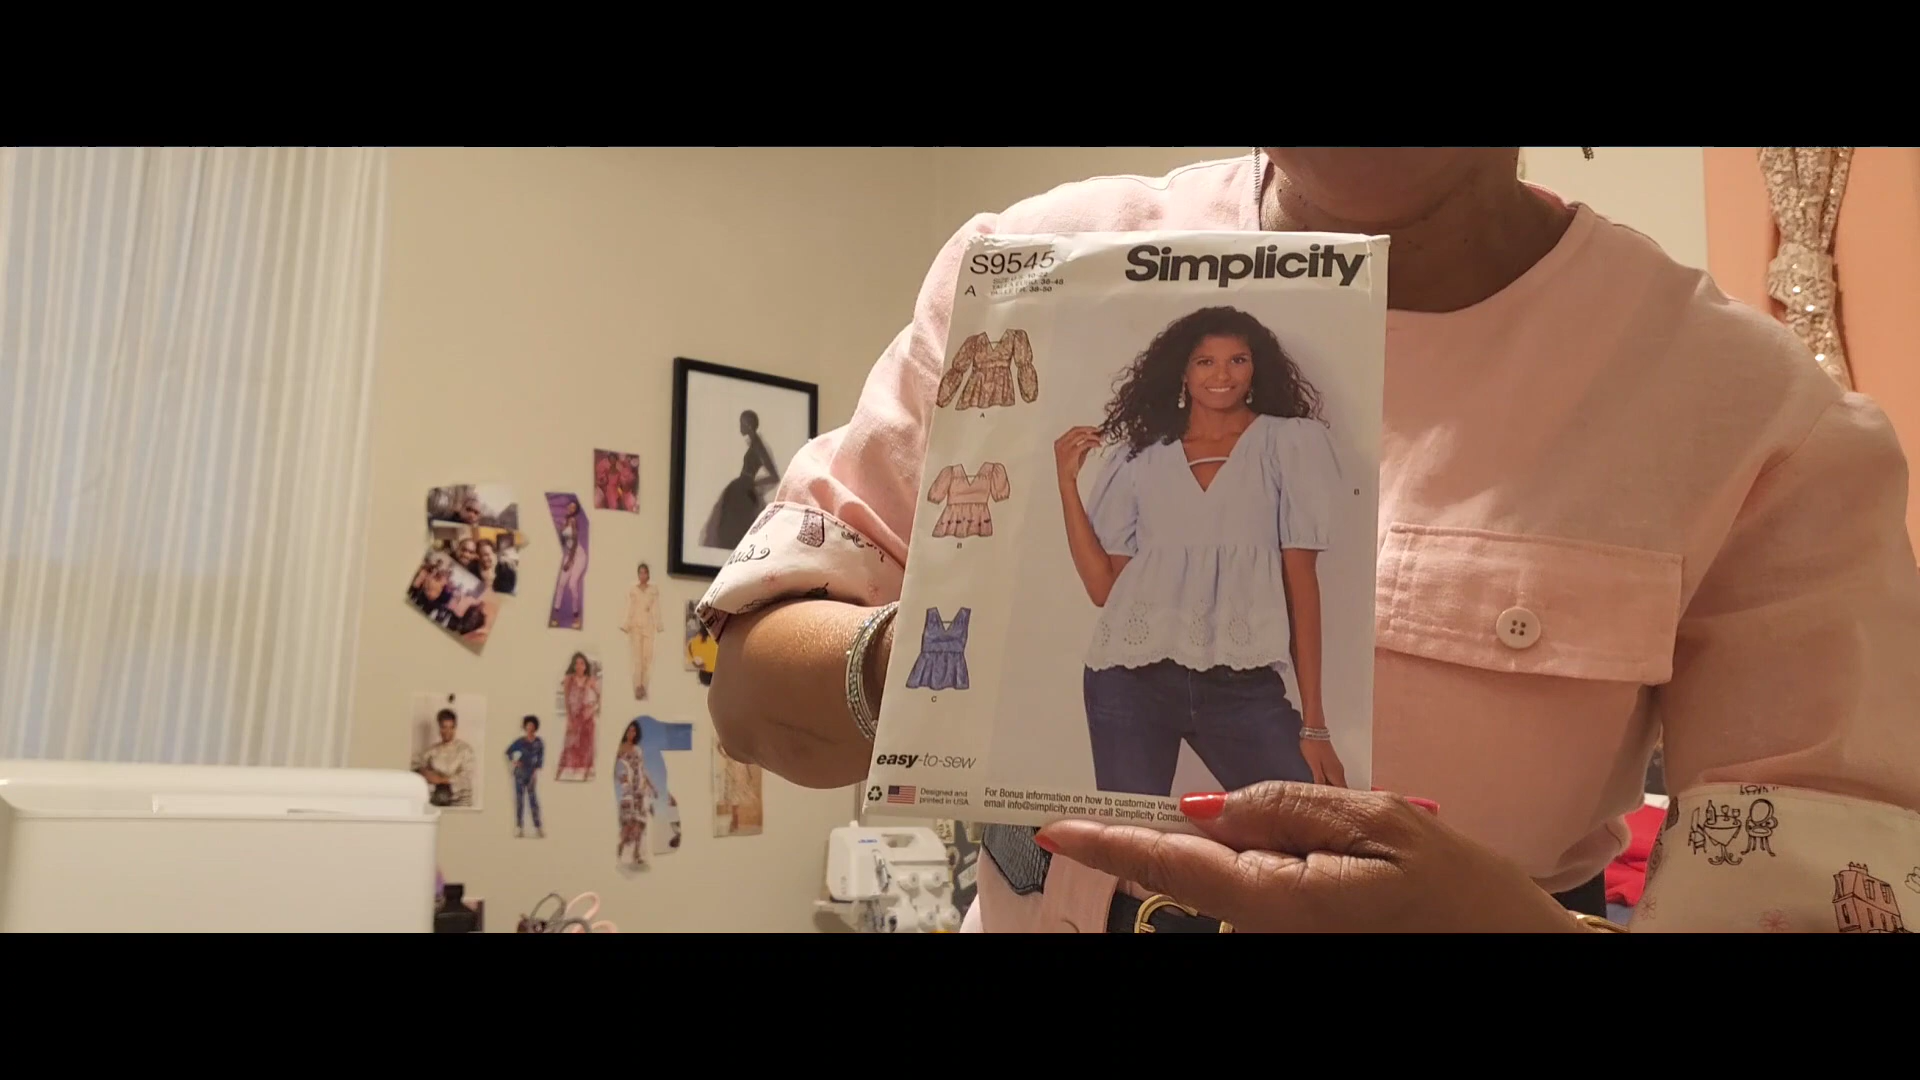 S9545
Simplicity
A
A
B
B
C
easy-to-sew
Designed and
printed in USA.
For Bonus information on how to customize View
email info@simplicity.com or call Simplicity Consum